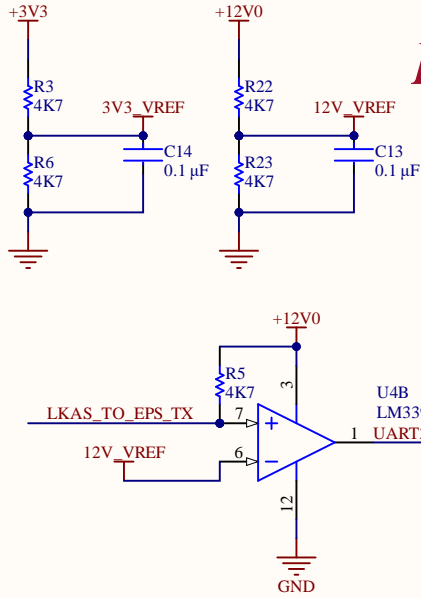 +3V3
+12V0
R3
4K7
3V3_VREF
R22
4K7
12V_VREF
R6
4K7
C14
0.1 µF
R23
4K7
C13
0.1 µF
+12V0
R5
4K7
3
U4B
LM339
LKAS_TO_EPS_TX
7
+
1
UART
12V_VREF
6
−
12
GND